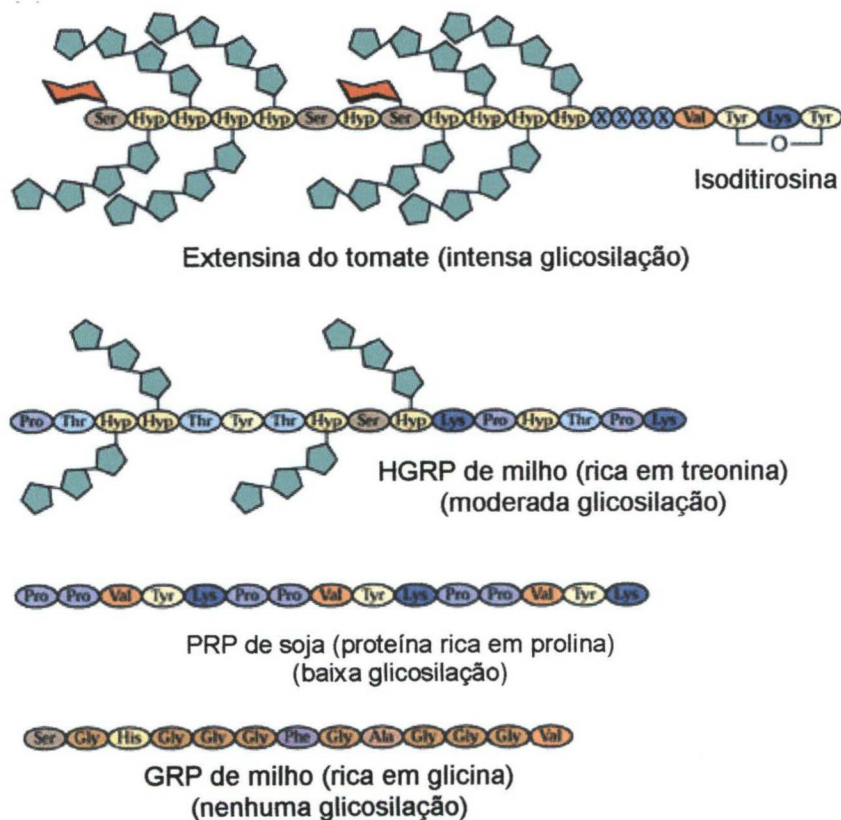 Ser Hyp Hyp Hyp Hyp Ser Hyp Ser Hyp Hyp Hyp Hyp X X X X Val Tyr Lys Tyr
O
Isoditirosina
Extensina do tomate (intensa glicosilação)
Pro Thr Hyp Hyp Thr Tyr Thr Hyp Ser Hyp Lys Pro Hyp Thr Pro Lys
HGRP de milho (rica em treonina)
(moderada glicosilação)
Pro Pro Val Tyr Lys Pro Pro Val Tyr Lys Pro Pro Val Tyr Lys
PRP de soja (proteína rica em prolina)
(baixa glicosilação)
Ser Gly His Gly Gly Gly Phe Gly Ala Gly Gly Gly Val
GRP de milho (rica em glicina)
(nenhuma glicosilação)